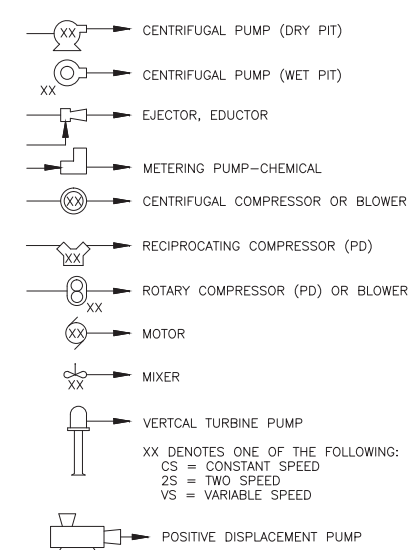 XX CENTRIFUGAL PUMP (DRY PIT)
CENTRIFUGAL PUMP (WET PIT)
XX
EJECTOR, EDUCTOR
METERING PUMP-CHEMICAL
XX CENTRIFUGAL COMPRESSOR OR BLOWER
RECIPROCATING COMPRESSOR (PD)
XX
ROTARY COMPRESSOR (PD) OR BLOWER
XX
XX MOTOR
MIXER
XX
VERTCAL TURBINE PUMP
XX DENOTES ONE OF THE FOLLOWING:
CS = CONSTANT SPEED
2S = TWO SPEED
VS = VARIABLE SPEED
POSITIVE DISPLACEMENT PUMP